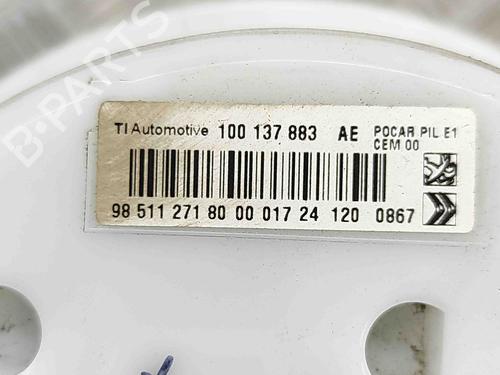 B-PARTS
TI Automotive 100 137 883 AE POCAR PIL E1
CEM 00
98 511 271 80 00 017 24 120 0867